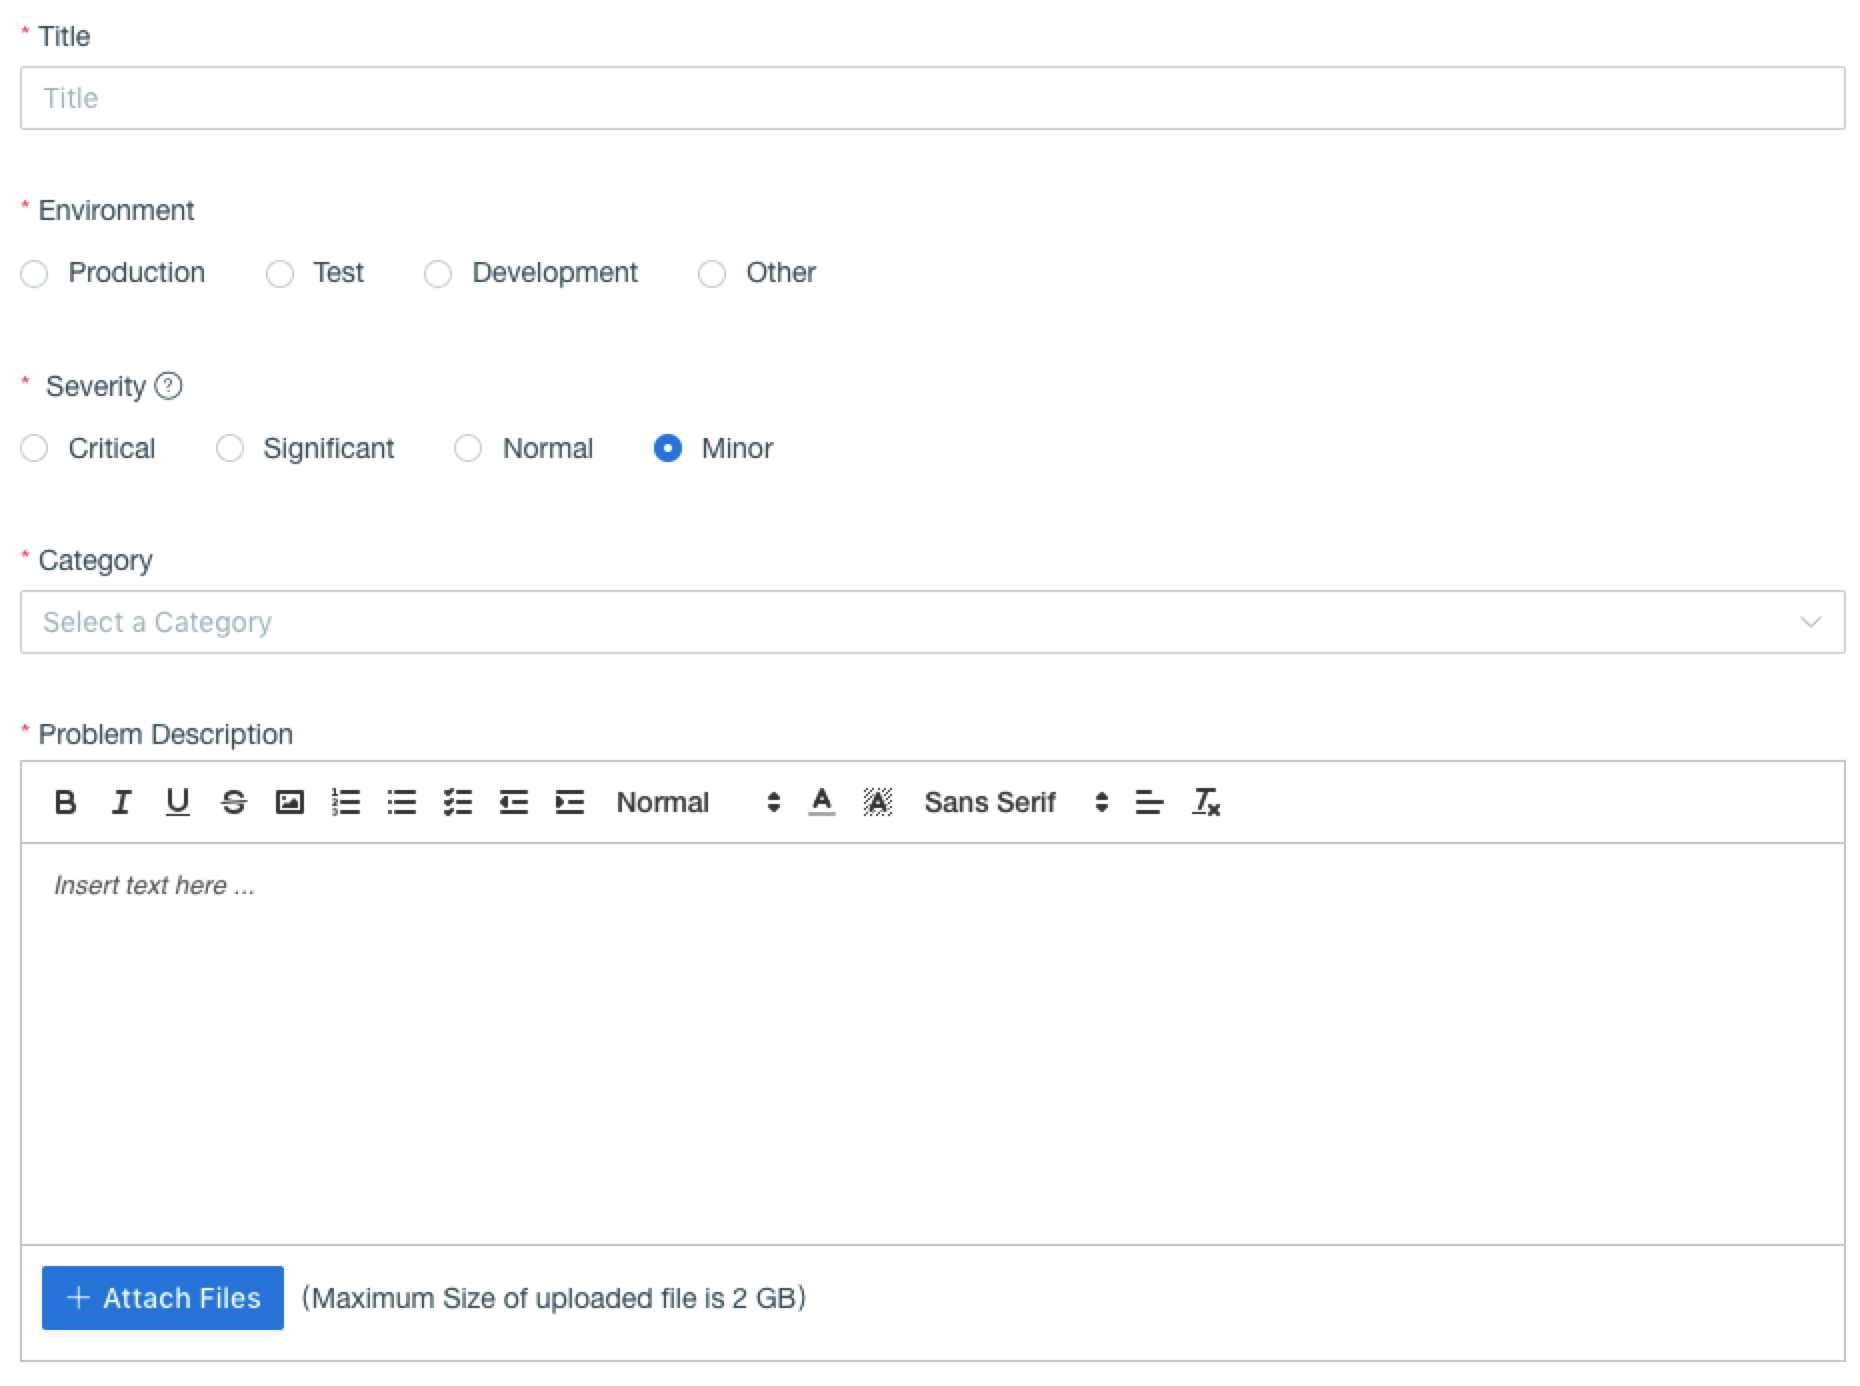 * Title
Title
* Environment
Production Test Development Other
* Severity ?
Critical Significant Normal Minor
* Category
Select a Category
* Problem Description
B I U S Normal A A Sans Serif Tx
Insert text here ...
+ Attach Files (Maximum Size of uploaded file is 2 GB)